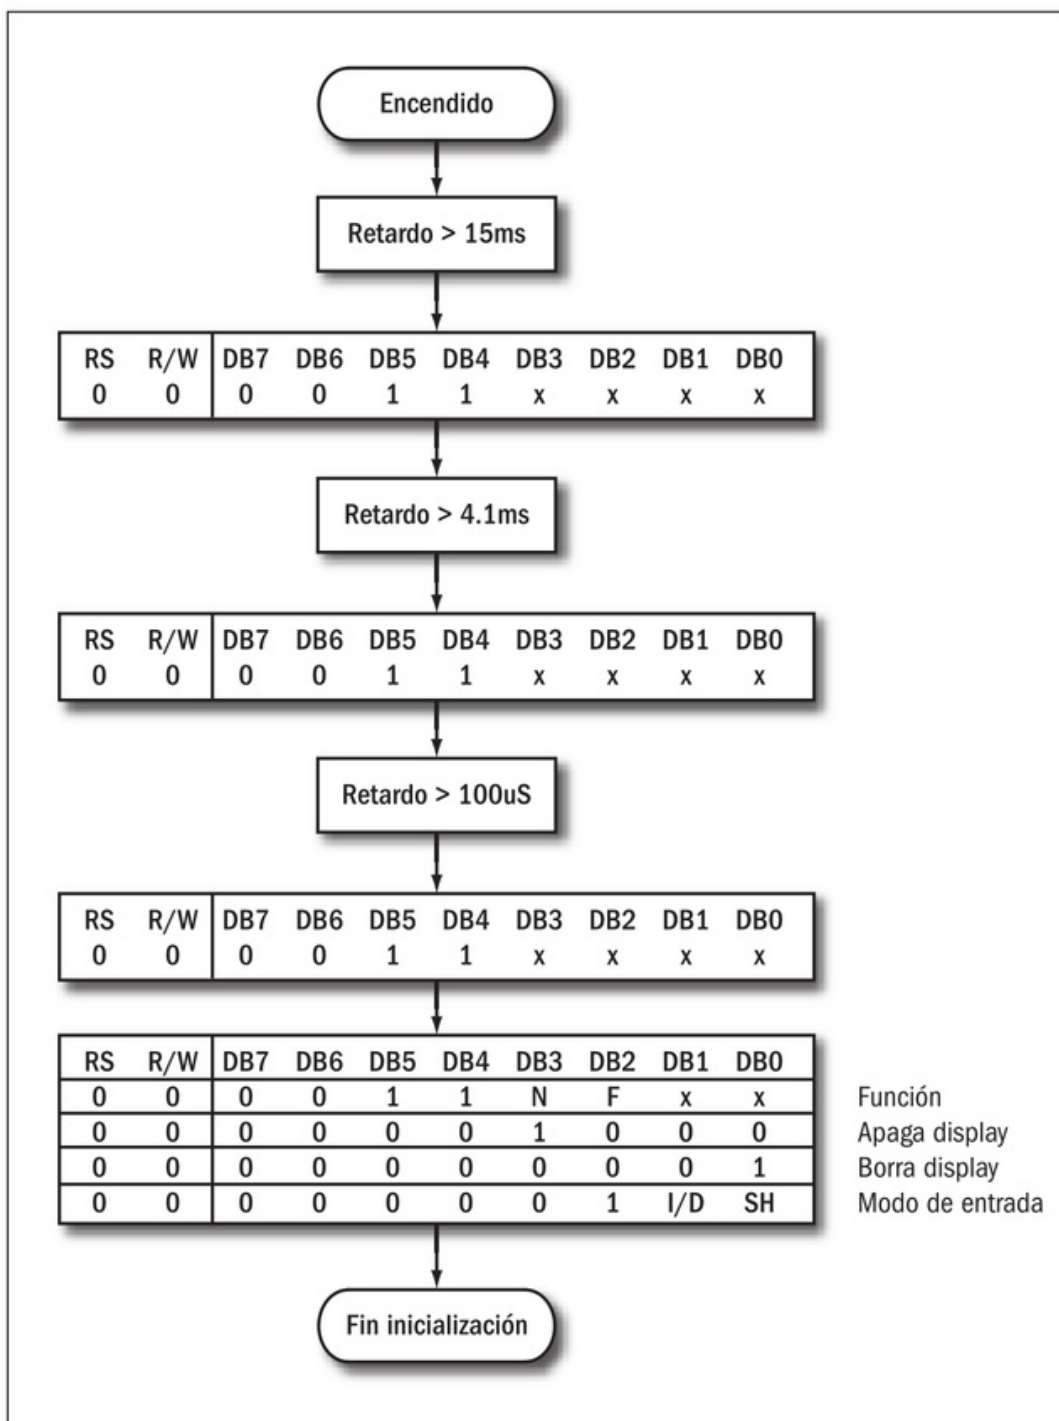 Encendido
Retardo > 15ms
RS R/W DB7 DB6 DB5 DB4 DB3 DB2 DB1 DB0
0 0 0 0 1 1 x x x x
Retardo > 4.1ms
RS R/W DB7 DB6 DB5 DB4 DB3 DB2 DB1 DB0
0 0 0 0 1 1 x x x x
Retardo > 100uS
RS R/W DB7 DB6 DB5 DB4 DB3 DB2 DB1 DB0
0 0 0 0 1 1 x x x x
RS R/W DB7 DB6 DB5 DB4 DB3 DB2 DB1 DB0
0 0 0 0 1 1 N F x x Función
0 0 0 0 0 0 1 0 0 0 Apaga display
0 0 0 0 0 0 0 0 0 1 Borra display
0 0 0 0 0 0 0 1 I/D SH Modo de entrada
Fin inicialización